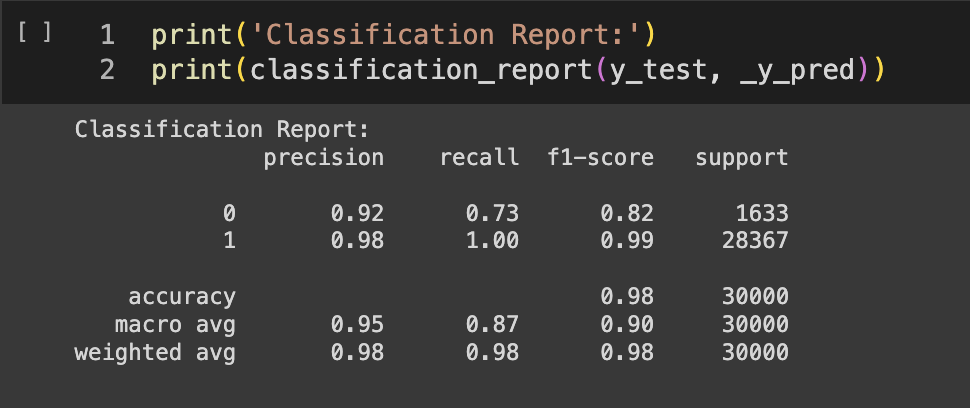 [ ] 1 print('Classification Report:')
2 print(classification_report(y_test, _y_pred))
Classification Report:
precision recall f1-score support
0 0.92 0.73 0.82 1633
1 0.98 1.00 0.99 28367
accuracy 0.98 30000
macro avg 0.95 0.87 0.90 30000
weighted avg 0.98 0.98 0.98 30000